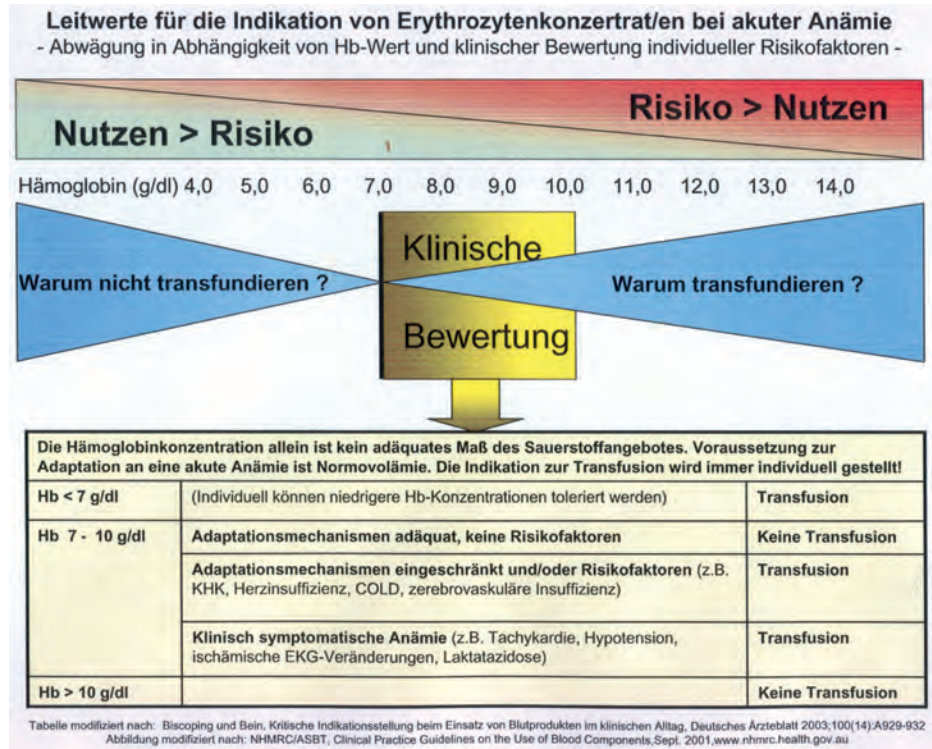 Leitwerte für die Indikation von Erythrozytenkonzertrat/en bei akuter Anämie
- Abwägung in Abhängigkeit von Hb-Wert und klinischer Bewertung individueller Risikofaktoren -
Risiko > Nutzen
Nutzen > Risiko
Hämoglobin (g/dl) 4,0 5,0 6,0 7,0 8,0 9,0 10,0 11,0 12,0 13,0 14,0
Klinische
Warum nicht transfundieren ? Warum transfundieren ?
Bewertung
Die Hämoglobinkonzentration allein ist kein adäquates Maß des Sauerstoffangebotes. Voraussetzung zur
Adaptation an eine akute Anämie ist Normovolämie. Die Indikation zur Transfusion wird immer individuell gestellt!
Hb < 7 g/dl (Individuell können niedrigere Hb-Konzentrationen toleriert werden) Transfusion
Hb 7 - 10 g/dl Adaptationsmechanismen adäquat, keine Risikofaktoren Keine Transfusion
Adaptationsmechanismen eingeschränkt und/oder Risikofaktoren (z.B. Transfusion
KHK, Herzinsuffizienz, COLD, zerebrovaskuläre Insuffizienz)
Klinisch symptomatische Anämie (z.B. Tachykardie, Hypotension, Transfusion
ischämische EKG-Veränderungen, Laktatazidose)
Hb > 10 g/dl Keine Transfusion
Tabelle modifiziert nach: Biscoping und Bein, Kritische Indikationsstellung beim Einsatz von Blutprodukten im klinischen Alltag, Deutsches Ärzteblatt 2003;100(14):A929-932
Abbildung modifiziert nach: NHMRC/ASBT, Clinical Practice Guidelines on the Use of Blood Components,Sept. 2001,www.nhmrc.health.gov.au